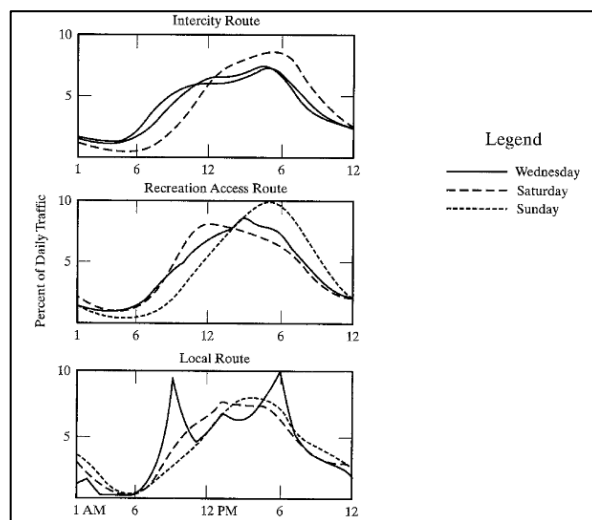 Intercity Route
10
5
1 6 12 6 12
Recreation Access Route
10
5
1 6 12 6 12
Local Route
10
5
1 AM 6 12 PM 6 12
Percent of Daily Traffic
Legend
Wednesday
Saturday
Sunday